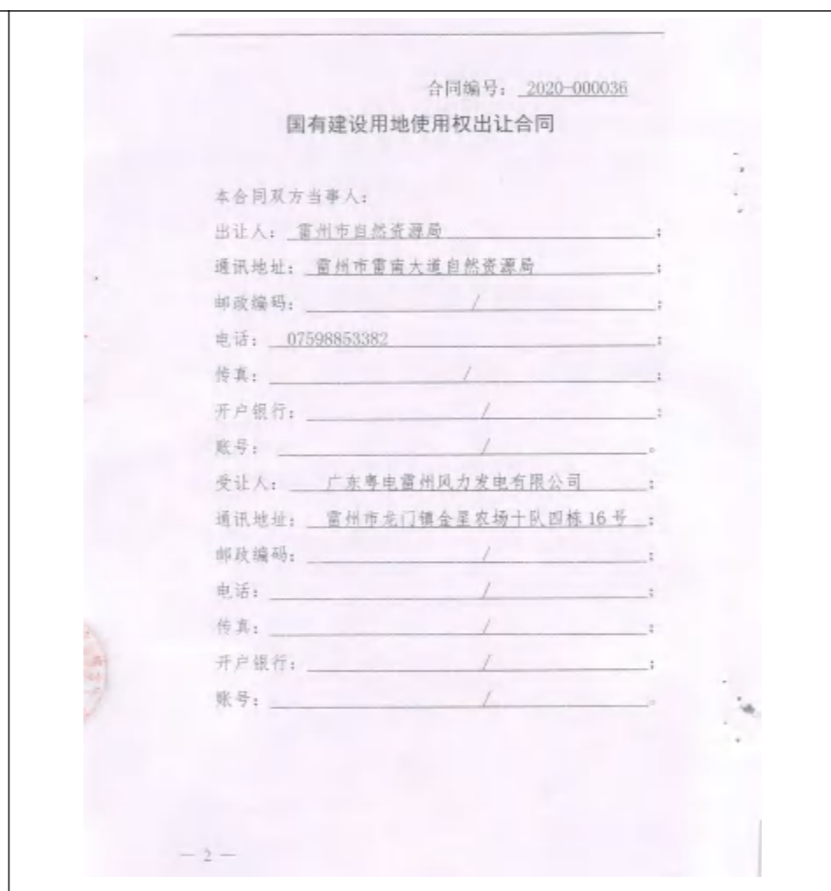 合同编号：2020-000036
国有建设用地使用权出让合同
本合同双方当事人：
出让人：雷州市自然资源局；
通讯地址：雷州市雷南大道自然资源局；
邮政编码：/；
电话：07598853382；
传真：/；
开户银行：/；
账号：/。
受让人：广东粤电雷州风力发电有限公司；
通讯地址：雷州市龙门镇金星农场十队四栋16号；
邮政编码：/；
电话：/；
传真：/；
开户银行：/；
账号：/。
— 2 —